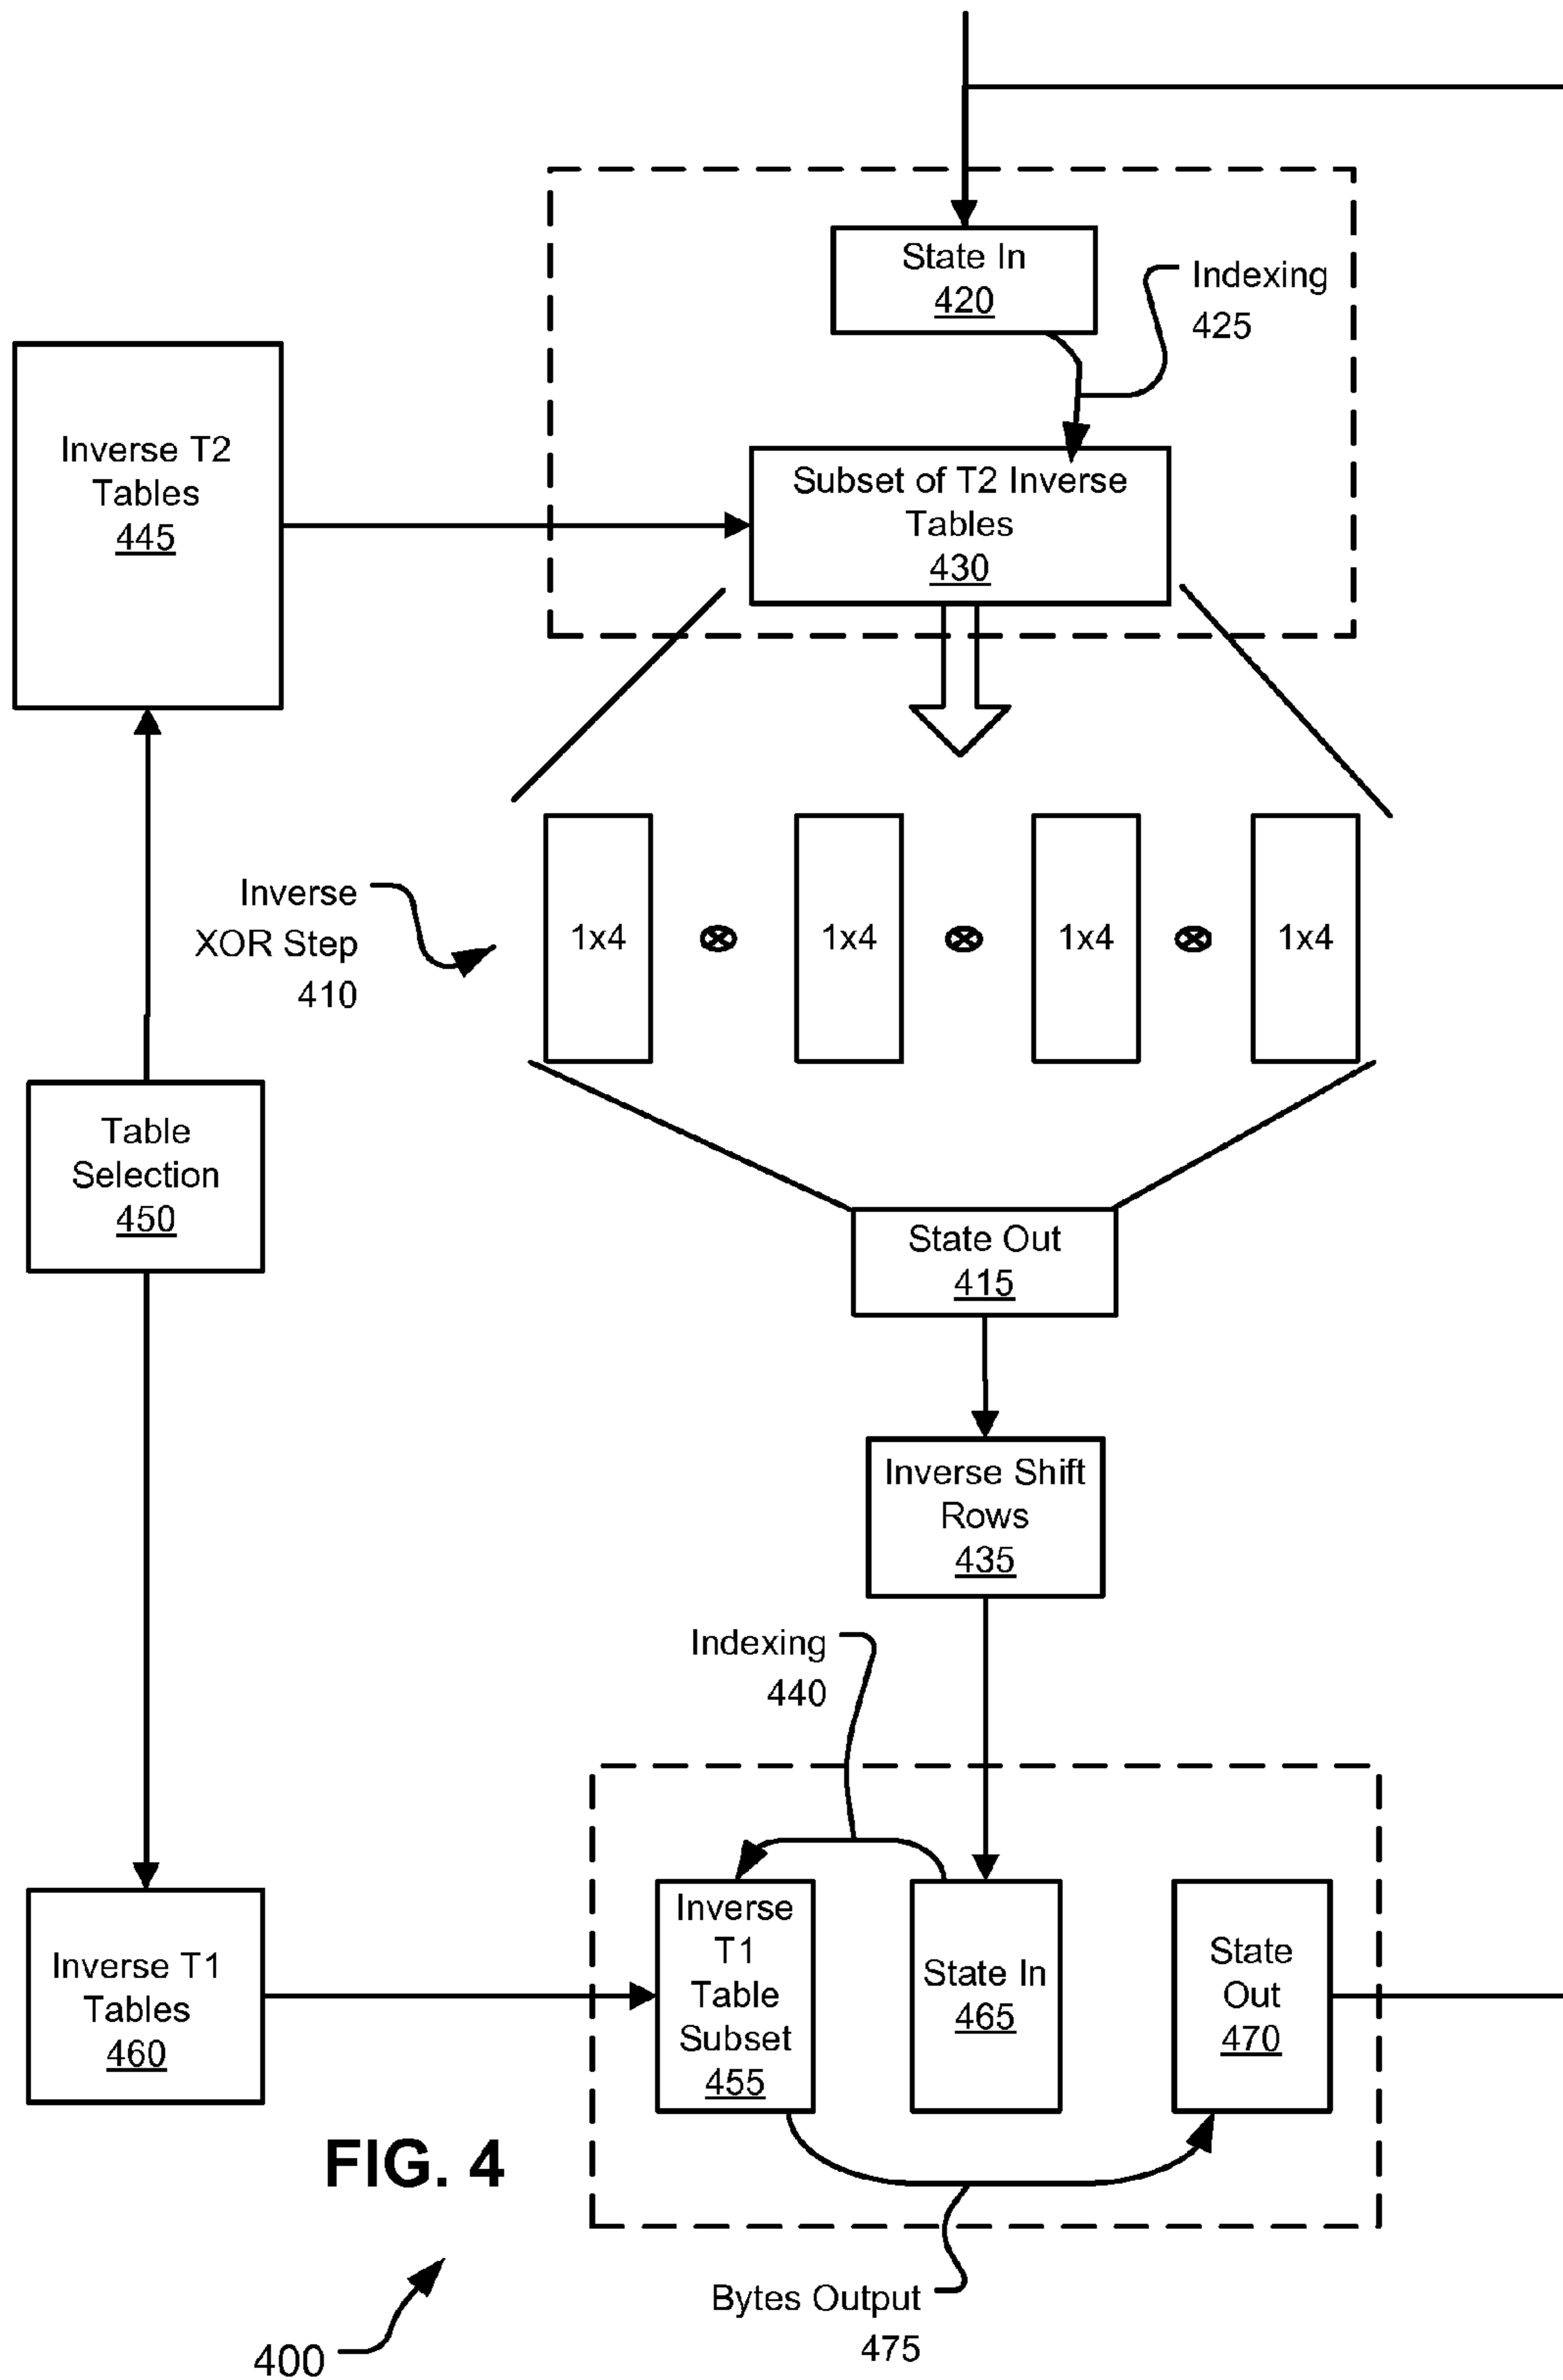 State In
420
Indexing
425
Inverse T2
Tables
445
Subset of T2 Inverse
Tables
430
Inverse
XOR Step
410
1x4
⊗
1x4
⊗
1x4
⊗
1x4
Table
Selection
450
State Out
415
Inverse Shift
Rows
435
Indexing
440
Inverse T1
Tables
460
Inverse
T1
Table
Subset
455
State In
465
State
Out
470
FIG. 4
Bytes Output
475
400